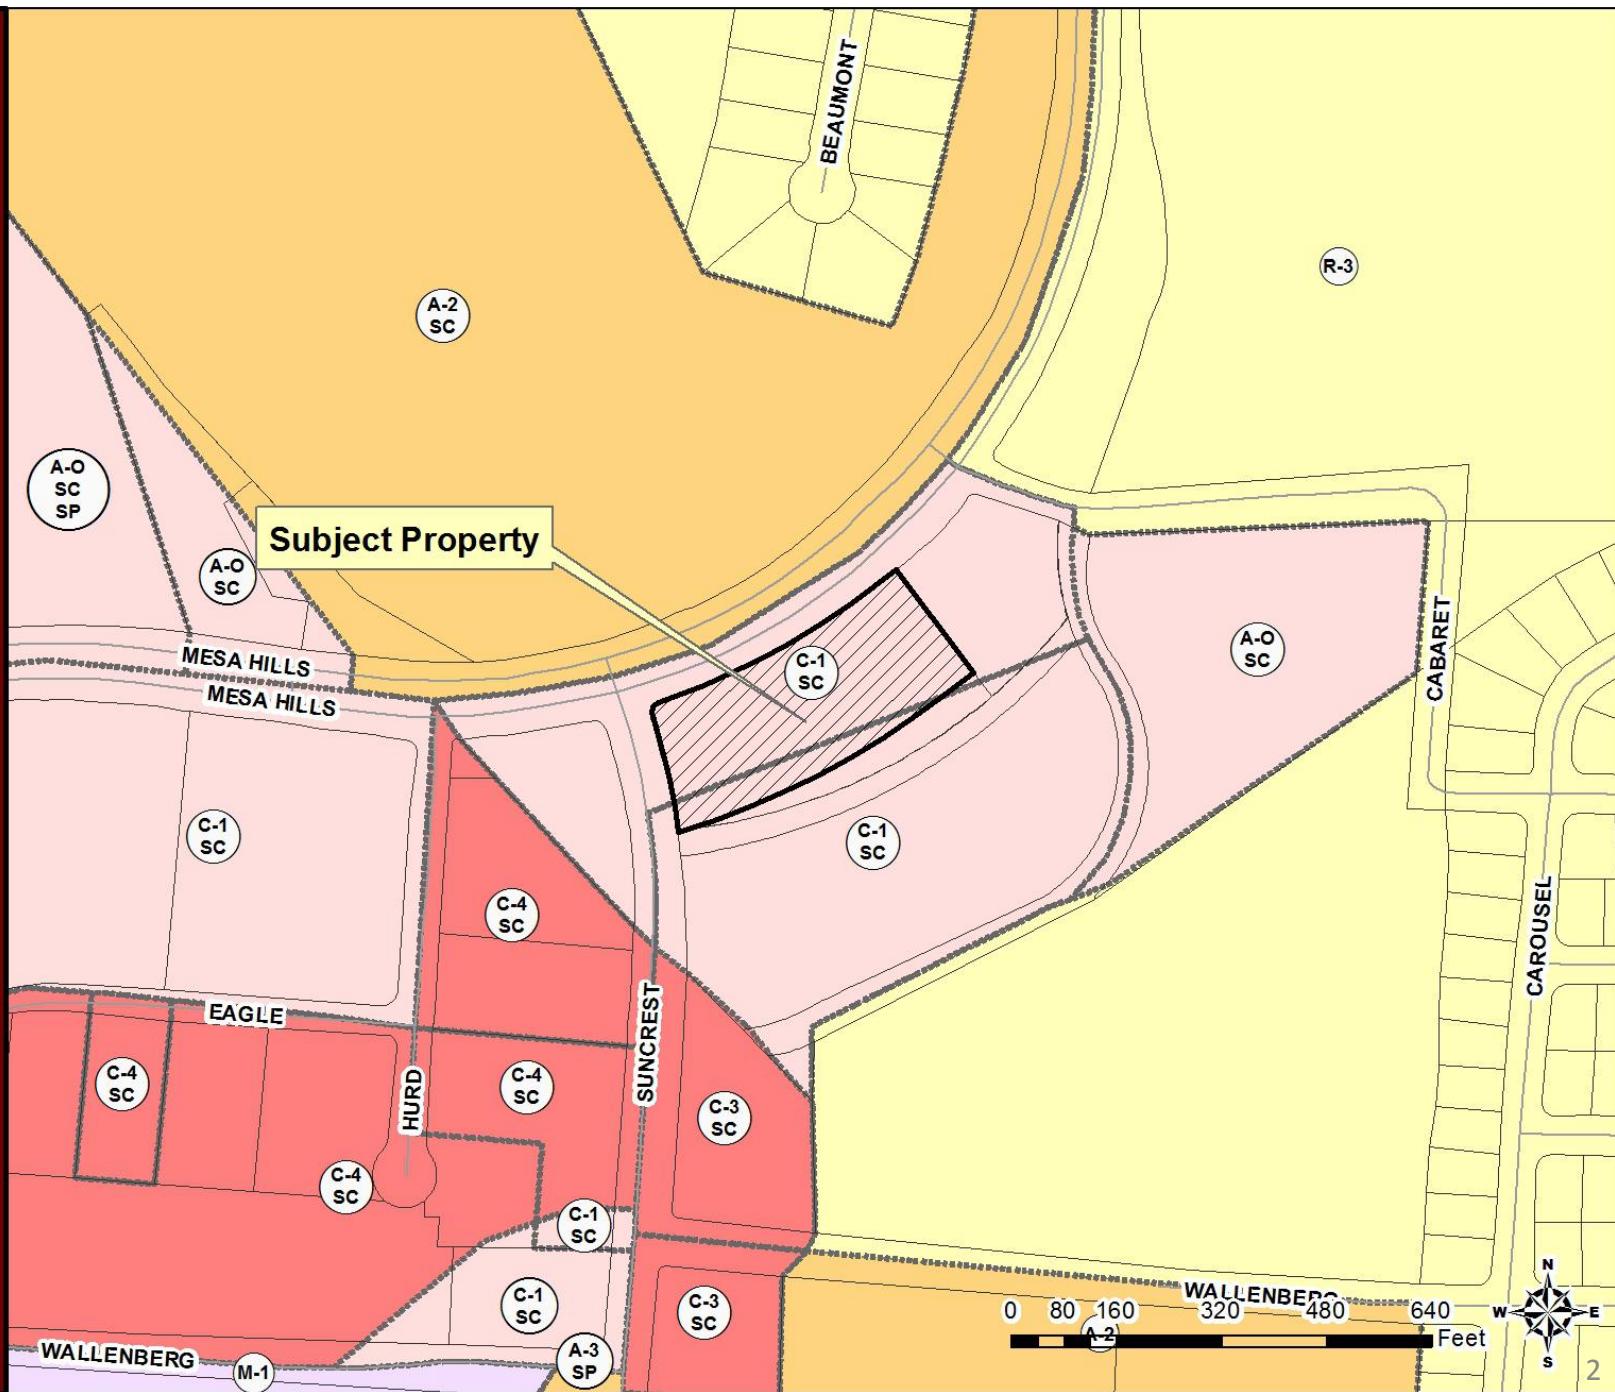 BEAUMONT
R-3
A-2
SC
A-O
SC
SP
Subject Property
A-O
SC
CABARET
A-O
SC
MESA HILLS
C-1
SC
MESA HILLS
C-1
SC
C-1
SC
C-4
SC
CAROUSEL
EAGLE
SUNCREST
C-4
SC
C-4
SC
HURD
C-3
SC
C-4
SC
C-1
SC
C-1
SC
C-3
SC
WALLENBERG
N
W
E
S
0 80 160 320 480 640
Feet
A-2
WALLENBERG
M-1
A-3
SP
2